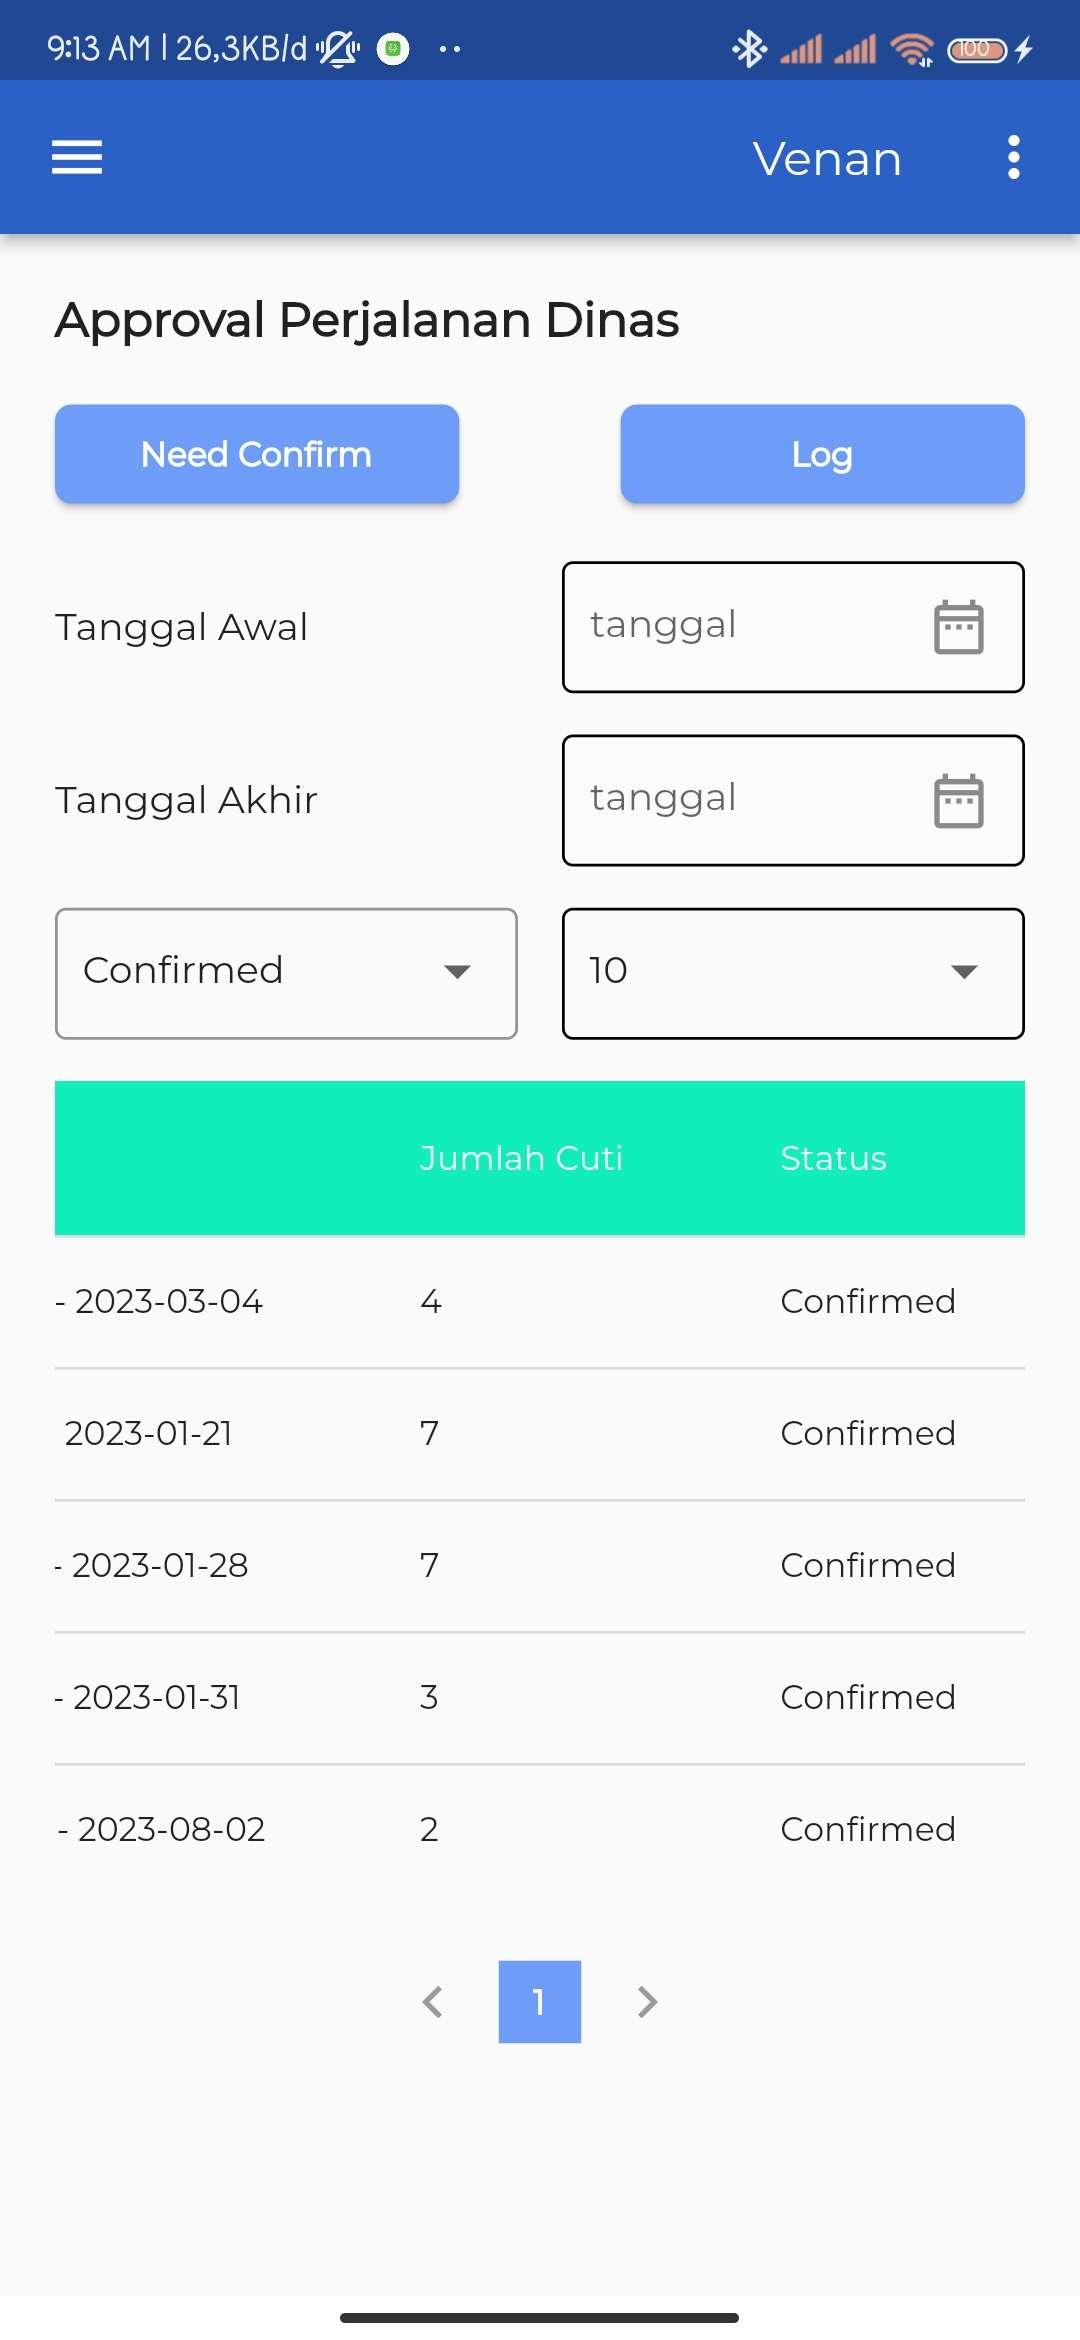 9:13 AM | 26,3KB/d
100
Venan
Approval Perjalanan Dinas
Need Confirm Log
Tanggal Awal tanggal
Tanggal Akhir tanggal
Confirmed 10
Jumlah Cuti Status
- 2023-03-04 4 Confirmed
2023-01-21 7 Confirmed
- 2023-01-28 7 Confirmed
- 2023-01-31 3 Confirmed
- 2023-08-02 2 Confirmed
1